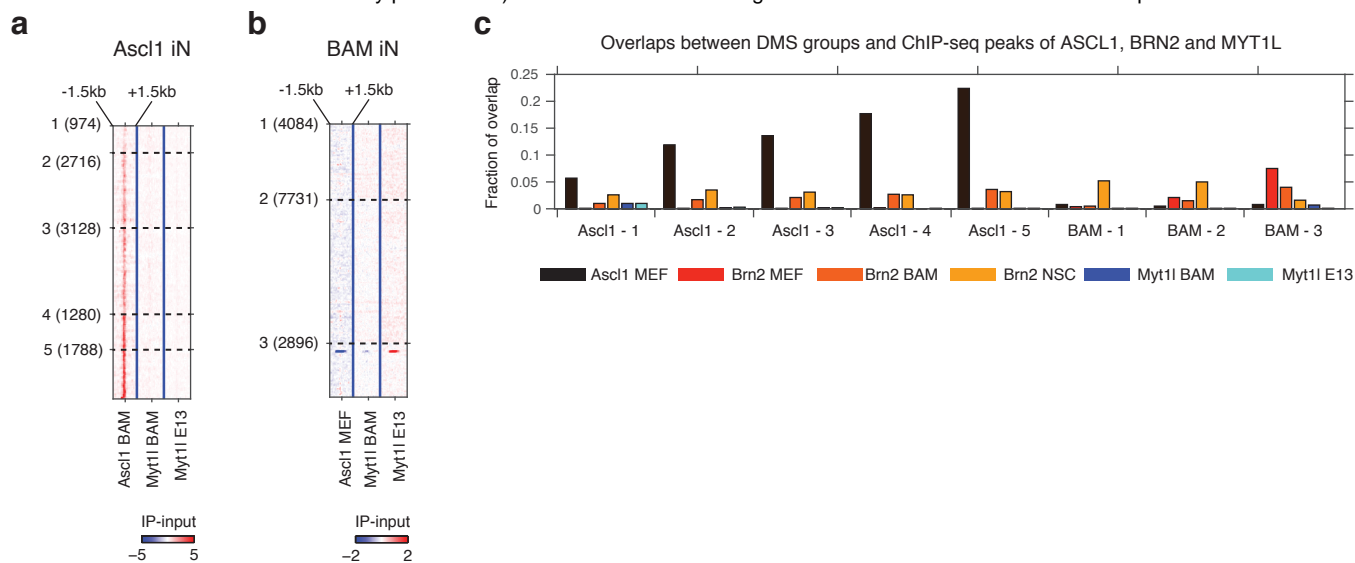 a
Ascl1 iN
-1.5kb
+1.5kb
1 (974)
2 (2716)
3 (3128)
4 (1280)
5 (1788)
Ascl1 BAM
Myt1l BAM
Myt1l E13
IP-input
−5
5
b
BAM iN
-1.5kb
+1.5kb
1 (4084)
2 (7731)
3 (2896)
Ascl1 MEF
Myt1l BAM
Myt1l E13
IP-input
−2
2
c
Overlaps between DMS groups and ChIP-seq peaks of ASCL1, BRN2 and MYT1L
Fraction of overlap
0.25
0.2
0.15
0.1
0.05
0
Ascl1 - 1
Ascl1 - 2
Ascl1 - 3
Ascl1 - 4
Ascl1 - 5
BAM - 1
BAM - 2
BAM - 3
Ascl1 MEF
Brn2 MEF
Brn2 BAM
Brn2 NSC
Myt1l BAM
Myt1l E13